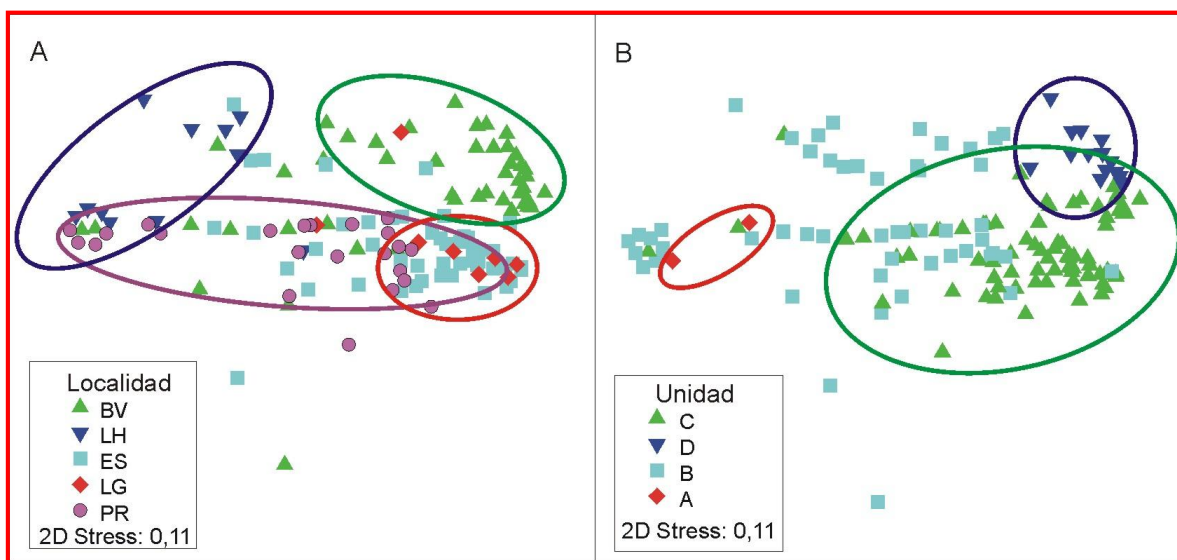 A
Localidad
BV
LH
ES
LG
PR
2D Stress: 0,11
B
Unidad
C
D
B
A
2D Stress: 0,11